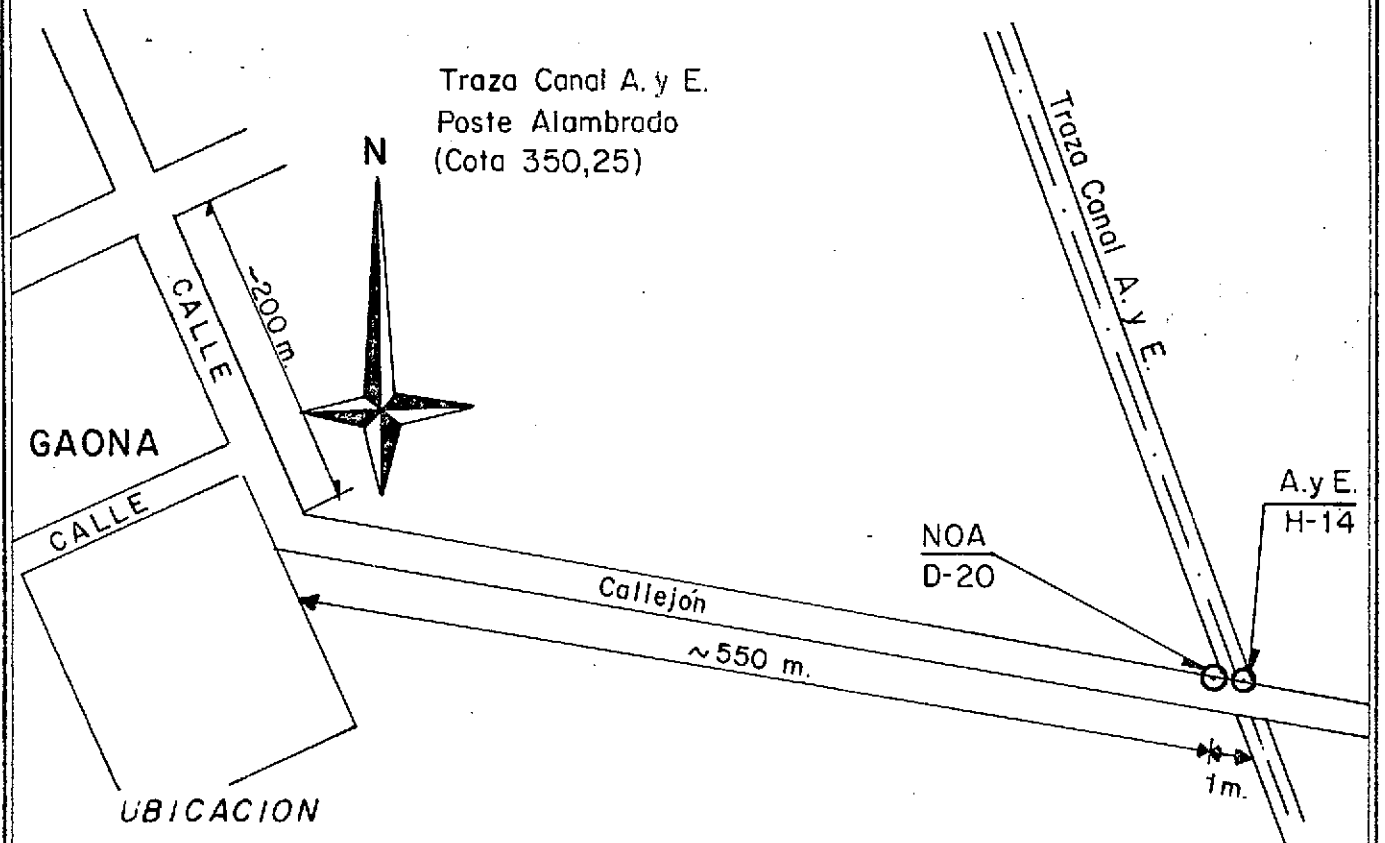 Traza Canal A. y E.
Poste Alambrado
(Cota 350,25)
N
Traza Canal A. y E.
CALLE
~200 m.
GAONA
CALLE
A. y E.
H-14
NOA
D-20
Callejón
~550 m.
1m.
UBICACION